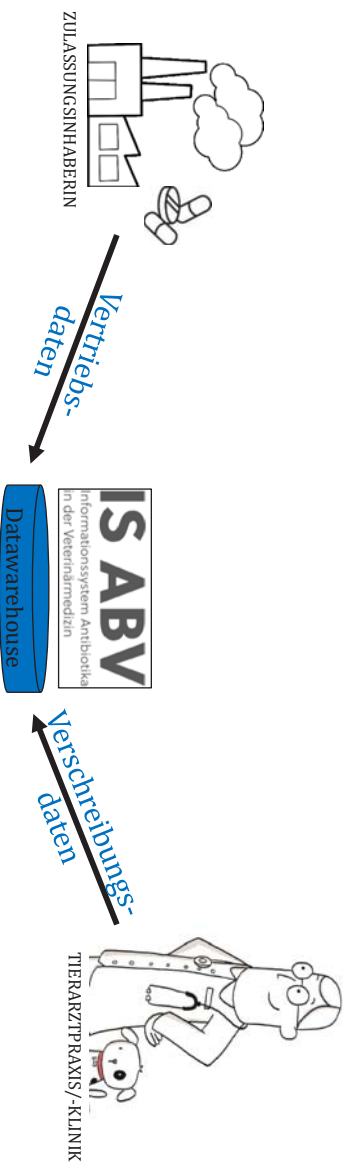 ZULASSUNGSINHABERIN
Vertriebs-
daten
IS ABV
Informationssystem Antibiotika
in der Veterinärmedizin
Datawarehouse
Verschreibungs-
daten
TIERARZTPRAXIS/-KLINIK